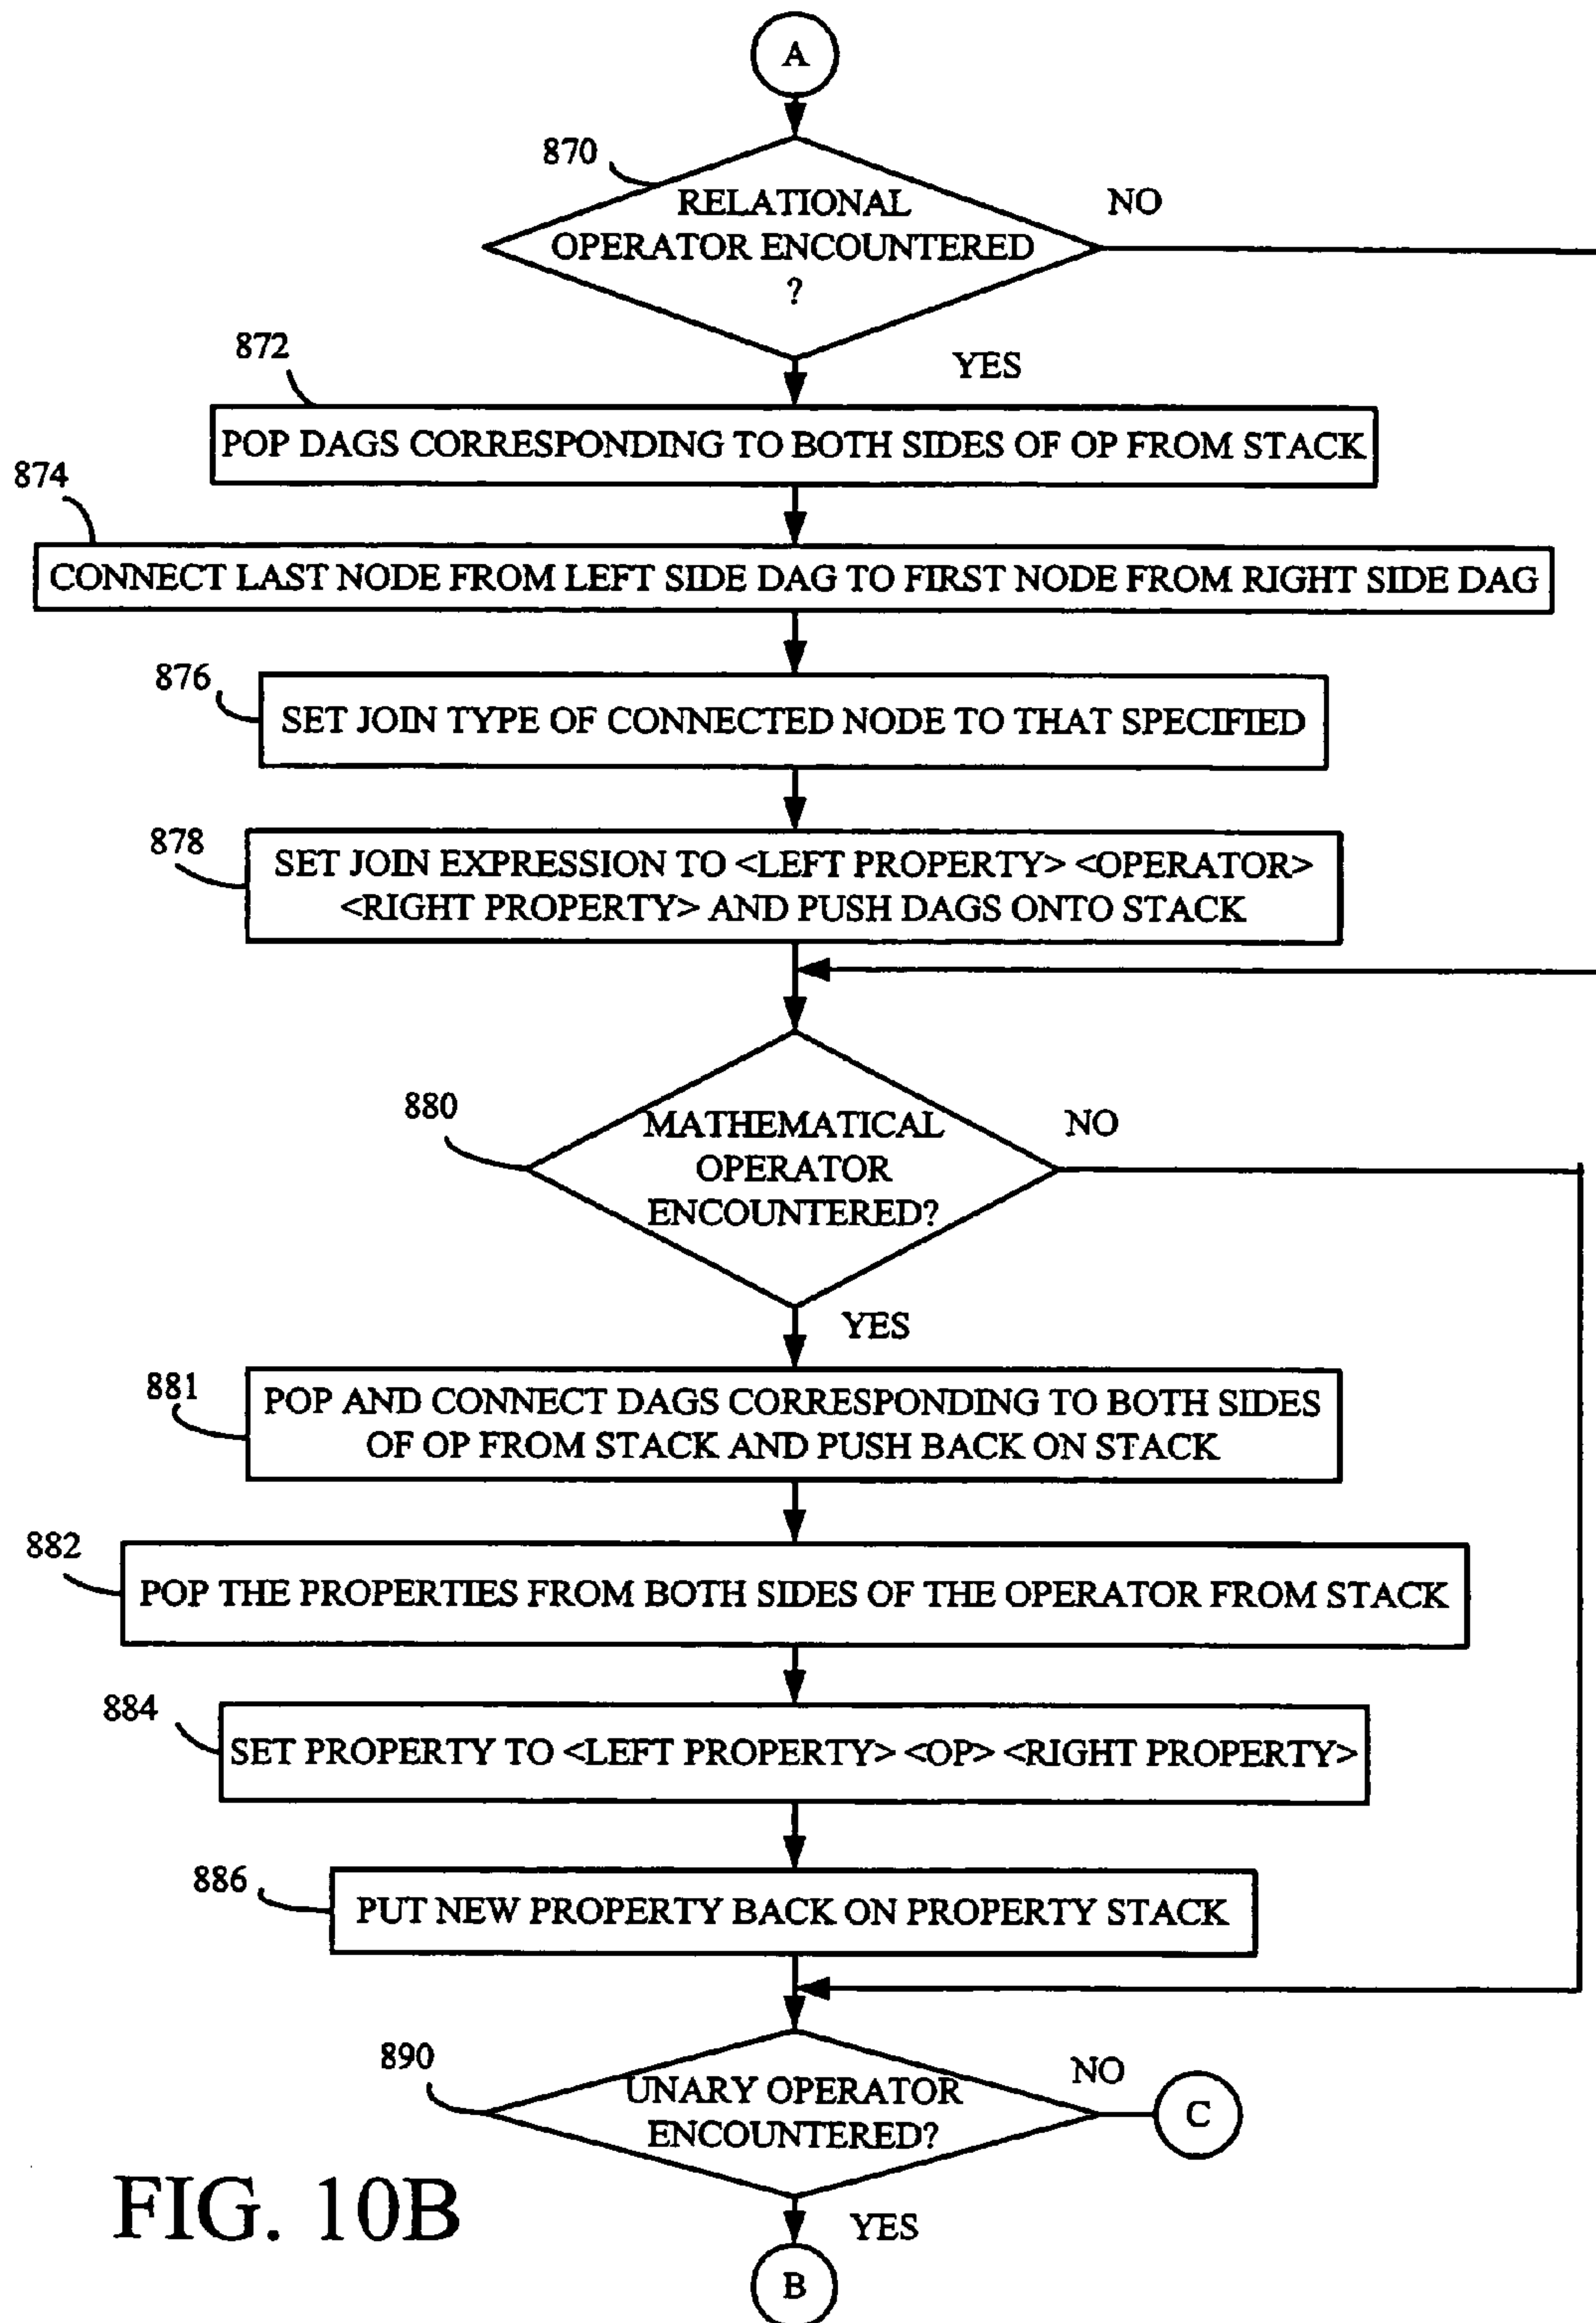 A
870
RELATIONAL
OPERATOR ENCOUNTERED
?
NO
YES
872
POP DAGS CORRESPONDING TO BOTH SIDES OF OP FROM STACK
874
CONNECT LAST NODE FROM LEFT SIDE DAG TO FIRST NODE FROM RIGHT SIDE DAG
876
SET JOIN TYPE OF CONNECTED NODE TO THAT SPECIFIED
878
SET JOIN EXPRESSION TO <LEFT PROPERTY> <OPERATOR>
<RIGHT PROPERTY> AND PUSH DAGS ONTO STACK
880
MATHEMATICAL
OPERATOR
ENCOUNTERED?
NO
YES
881
POP AND CONNECT DAGS CORRESPONDING TO BOTH SIDES
OF OP FROM STACK AND PUSH BACK ON STACK
882
POP THE PROPERTIES FROM BOTH SIDES OF THE OPERATOR FROM STACK
884
SET PROPERTY TO <LEFT PROPERTY> <OP> <RIGHT PROPERTY>
886
PUT NEW PROPERTY BACK ON PROPERTY STACK
890
UNARY OPERATOR
ENCOUNTERED?
NO
C
YES
B
FIG. 10B